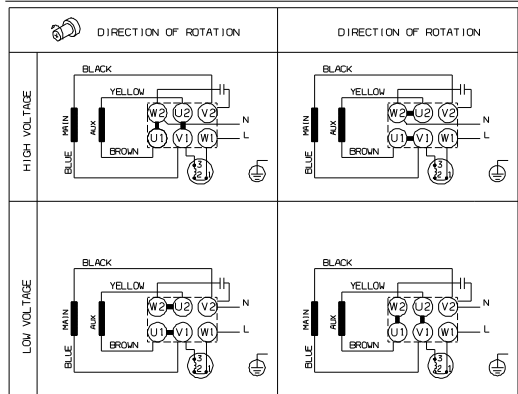 DIRECTION OF ROTATION
DIRECTION OF ROTATION
HIGH VOLTAGE
BLACK
YELLOW
MAIN
AUX
BLUE
BROWN
W2 U2 V2
U1 V1 W1
N
L
3
2 1
BLACK
YELLOW
MAIN
AUX
BLUE
BROWN
W2 U2 V2
U1 V1 W1
N
L
3
2 1
LOW VOLTAGE
BLACK
YELLOW
MAIN
AUX
BLUE
BROWN
W2 U2 V2
U1 V1 W1
N
L
3
2 1
BLACK
YELLOW
MAIN
AUX
BLUE
BROWN
W2 U2 V2
U1 V1 W1
N
L
3
2 1